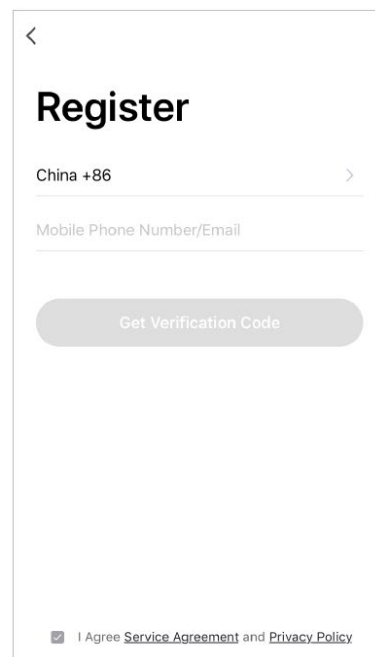 Register
China +86
Mobile Phone Number/Email
Get Verification Code
I Agree Service Agreement and Privacy Policy